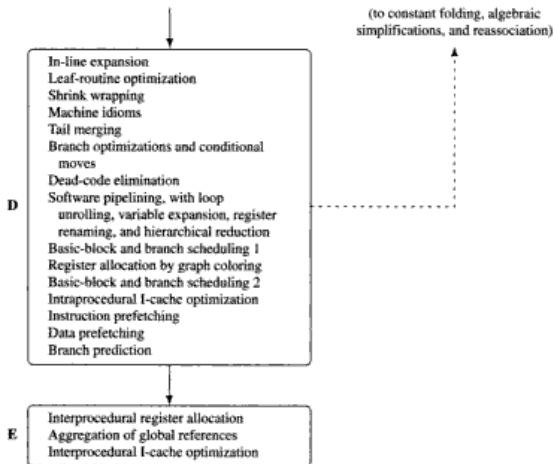 (to constant folding, algebraic
simplifications, and reassociation)
In-line expansion
Leaf-routine optimization
Shrink wrapping
Machine idioms
Tail merging
Branch optimizations and conditional
moves
Dead-code elimination
D
Software pipelining, with loop
unrolling, variable expansion, register
renaming, and hierarchical reduction
Basic-block and branch scheduling 1
Register allocation by graph coloring
Basic-block and branch scheduling 2
Intraprocedural I-cache optimization
Instruction prefetching
Data prefetching
Branch prediction
Interprocedural register allocation
E
Aggregation of global references
Interprocedural I-cache optimization